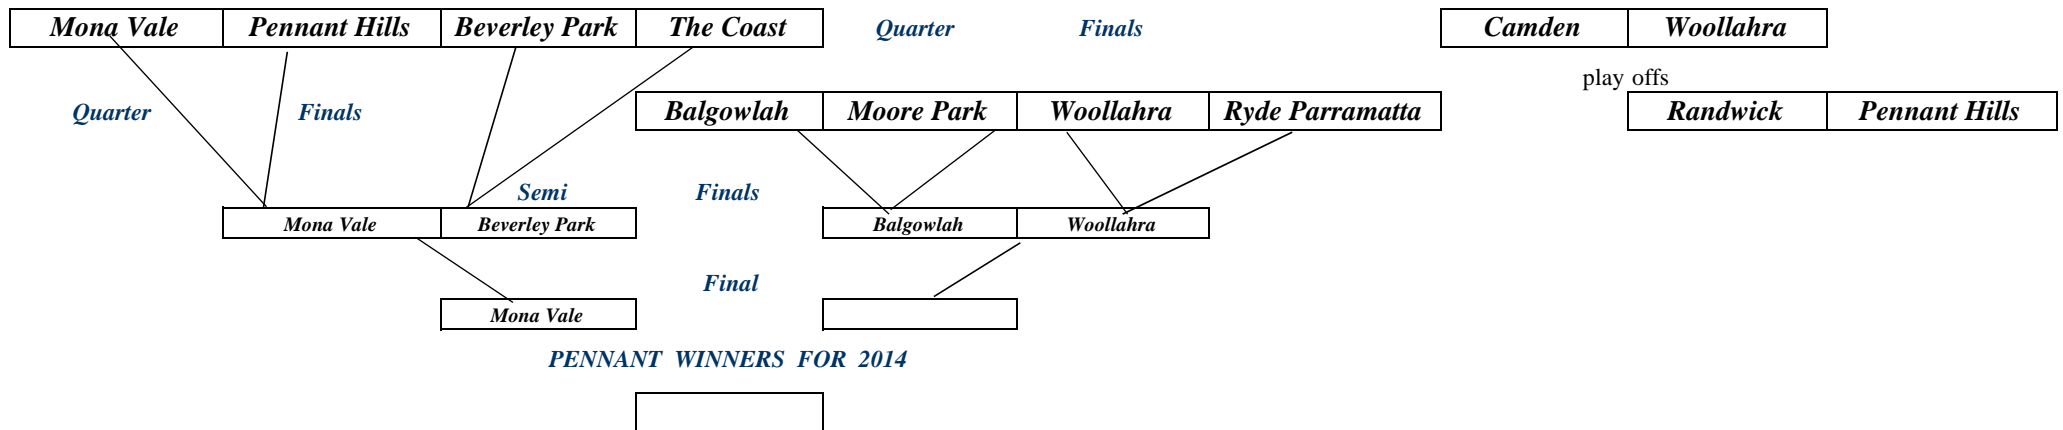 Mona Vale Pennant Hills Beverley Park The Coast Quarter Finals Camden Woollahra
play offs
Quarter Finals Balgowlah Moore Park Woollahra Ryde Parramatta Randwick Pennant Hills
Semi Finals
Mona Vale Beverley Park Balgowlah Woollahra
Final
Mona Vale
PENNANT WINNERS FOR 2014